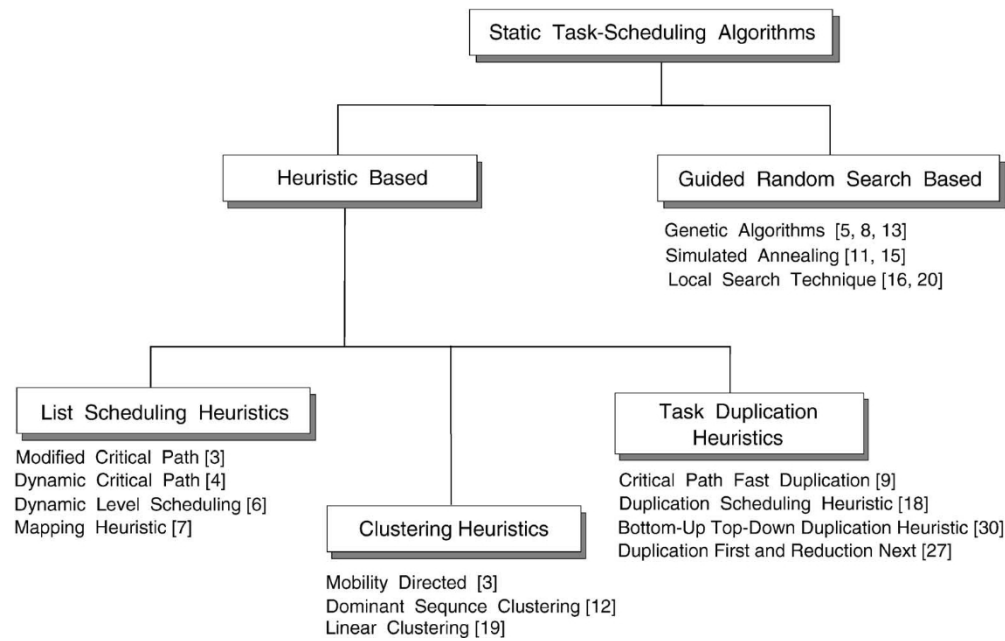 Static Task-Scheduling Algorithms
Heuristic Based
Guided Random Search Based
Genetic Algorithms [5, 8, 13]
Simulated Annealing [11, 15]
Local Search Technique [16, 20]
List Scheduling Heuristics
Modified Critical Path [3]
Dynamic Critical Path [4]
Dynamic Level Scheduling [6]
Mapping Heuristic [7]
Clustering Heuristics
Mobility Directed [3]
Dominant Sequnce Clustering [12]
Linear Clustering [19]
Task Duplication
Heuristics
Critical Path Fast Duplication [9]
Duplication Scheduling Heuristic [18]
Bottom-Up Top-Down Duplication Heuristic [30]
Duplication First and Reduction Next [27]